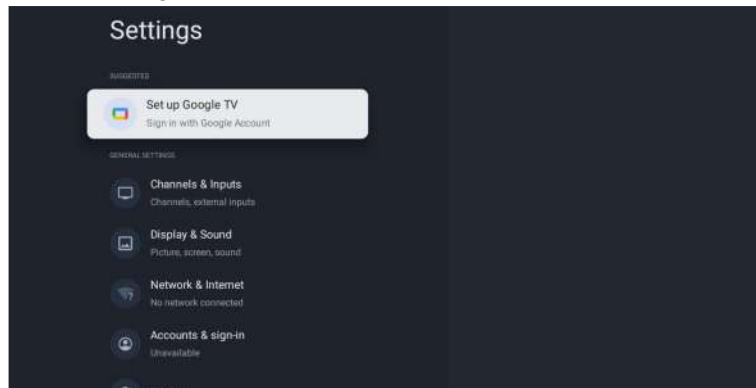 Settings
SUGGESTED
Set up Google TV
Sign in with Google Account
GENERAL SETTINGS
Channels & Inputs
Channels, external inputs
Display & Sound
Picture, screen, sound
Network & Internet
No network connected
Accounts & sign-in
Unavailable